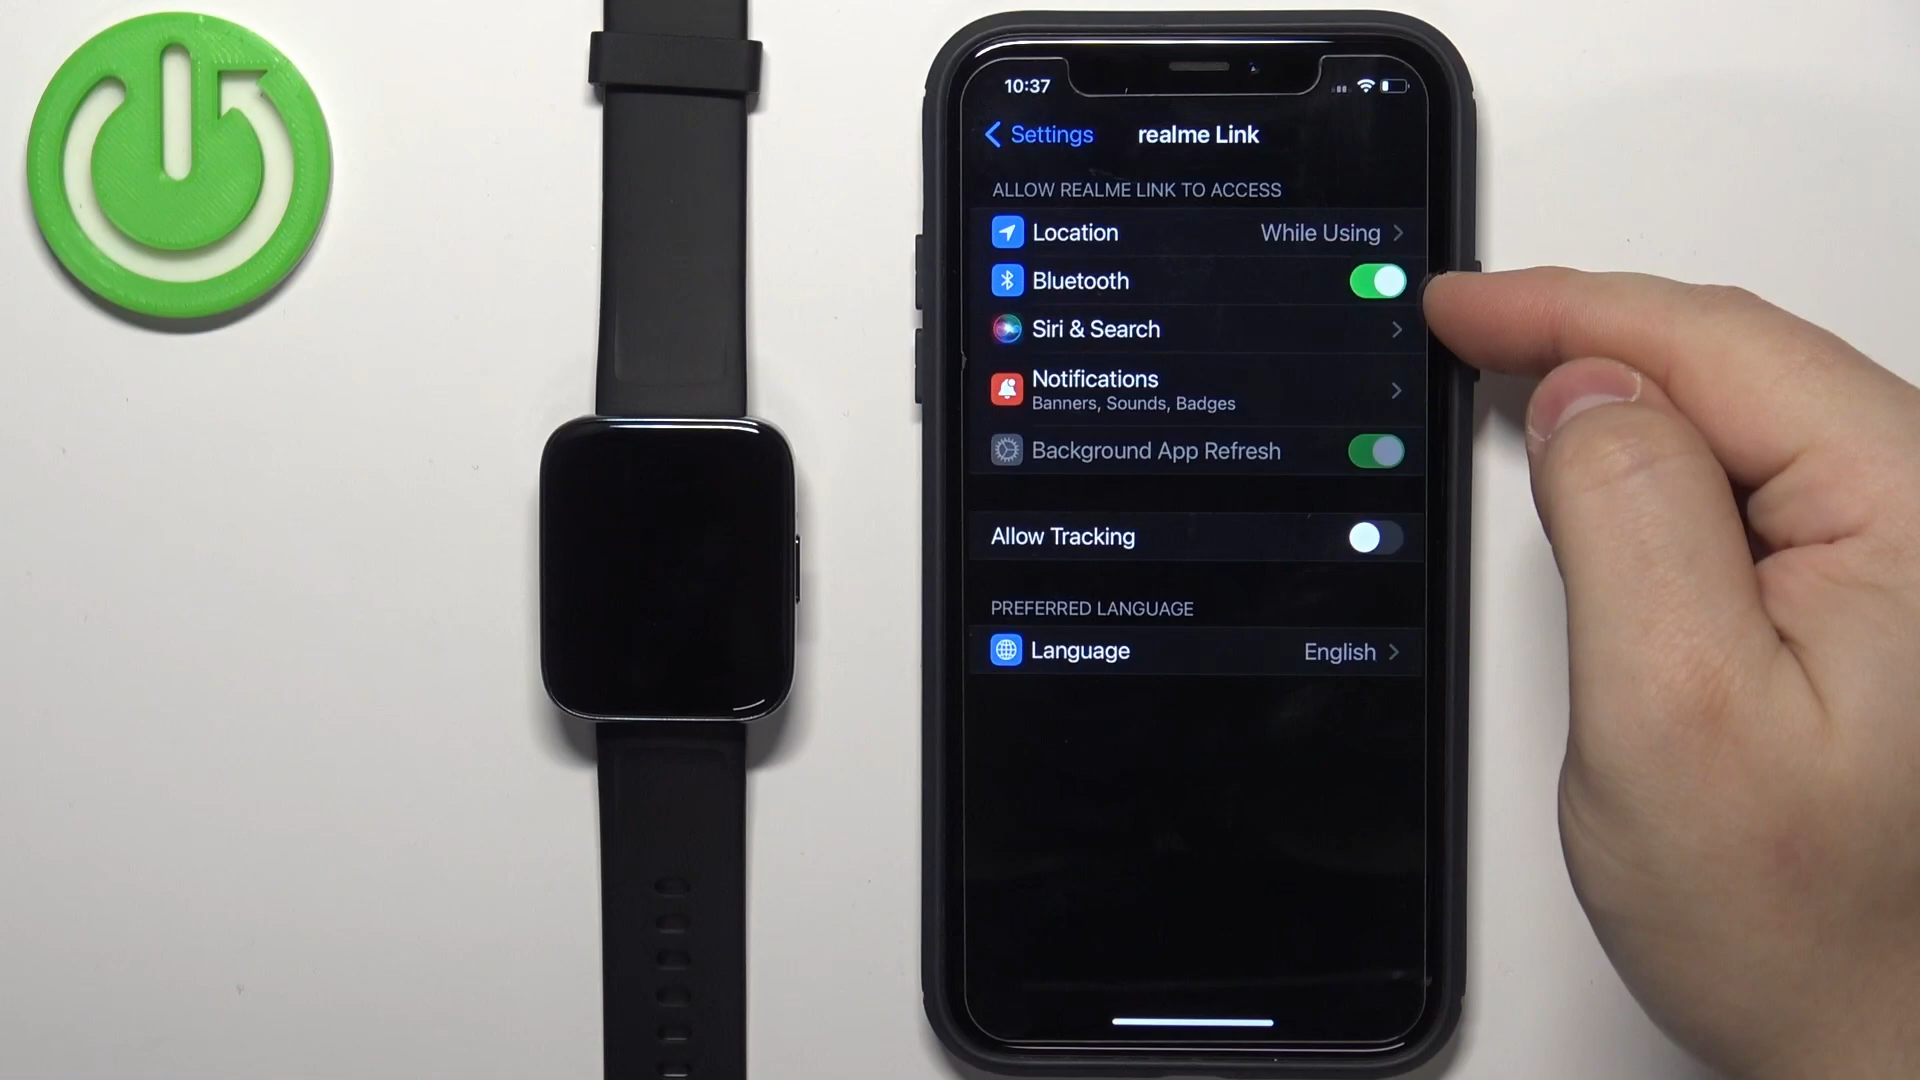 10:37
Settings
realme Link
ALLOW REALME LINK TO ACCESS
Location
While Using
Bluetooth
Siri & Search
Notifications
Banners, Sounds, Badges
Background App Refresh
Allow Tracking
PREFERRED LANGUAGE
Language
English